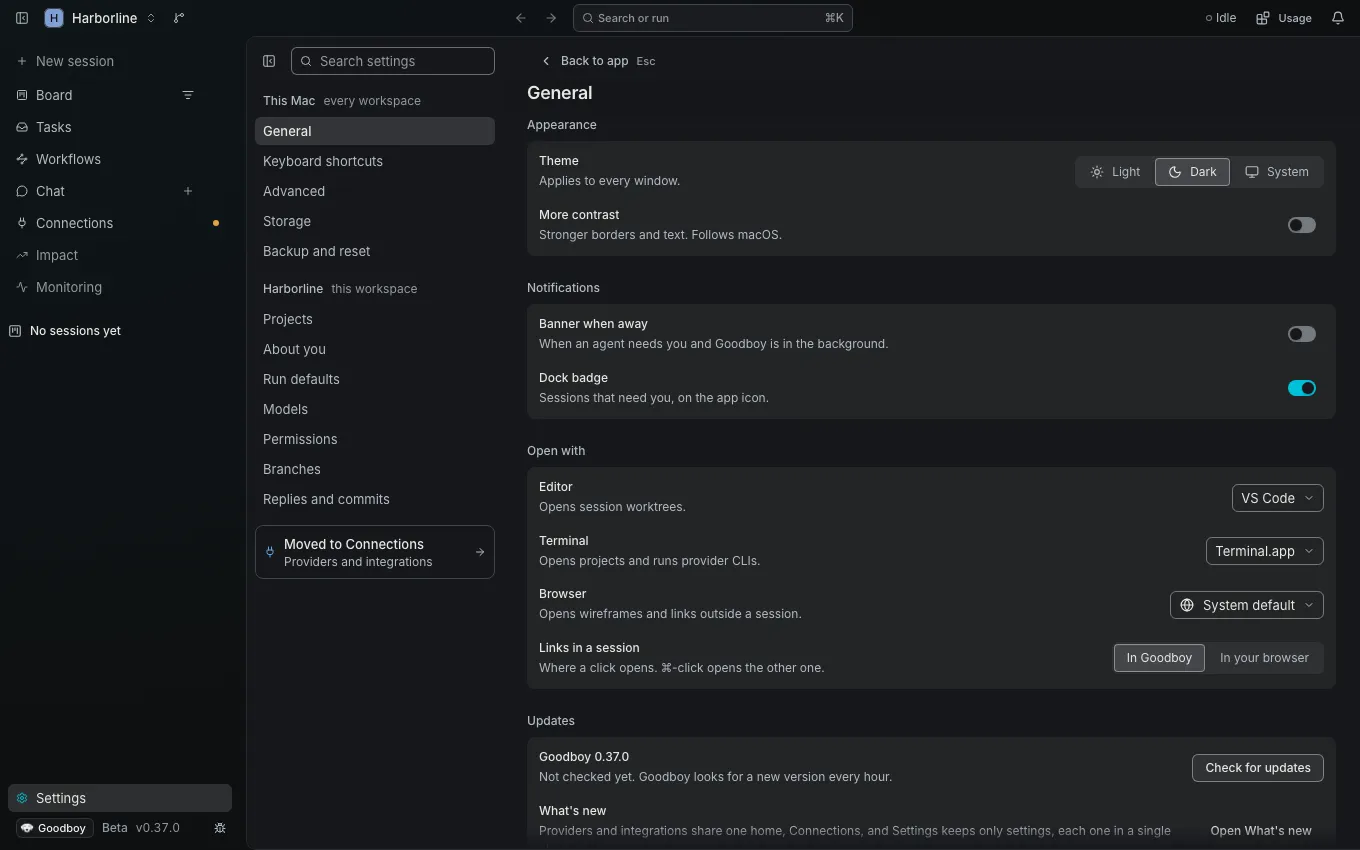 H Harborline
Search or run ⌘K
Idle
Usage
New session
Board
Tasks
Workflows
Chat
Connections
Impact
Monitoring
No sessions yet
Settings
Goodboy Beta v0.37.0
Search settings
This Mac every workspace
General
Keyboard shortcuts
Advanced
Storage
Backup and reset
Harborline this workspace
Projects
About you
Run defaults
Models
Permissions
Branches
Replies and commits
Moved to Connections
Providers and integrations
Back to app Esc
General
Appearance
Theme
Applies to every window.
Light Dark System
More contrast
Stronger borders and text. Follows macOS.
Notifications
Banner when away
When an agent needs you and Goodboy is in the background.
Dock badge
Sessions that need you, on the app icon.
Open with
Editor
Opens session worktrees.
VS Code
Terminal
Opens projects and runs provider CLIs.
Terminal.app
Browser
Opens wireframes and links outside a session.
System default
Links in a session
Where a click opens. ⌘-click opens the other one.
In Goodboy In your browser
Updates
Goodboy 0.37.0
Not checked yet. Goodboy looks for a new version every hour.
Check for updates
What's new
Providers and integrations share one home, Connections, and Settings keeps only settings, each one in a single
Open What's new